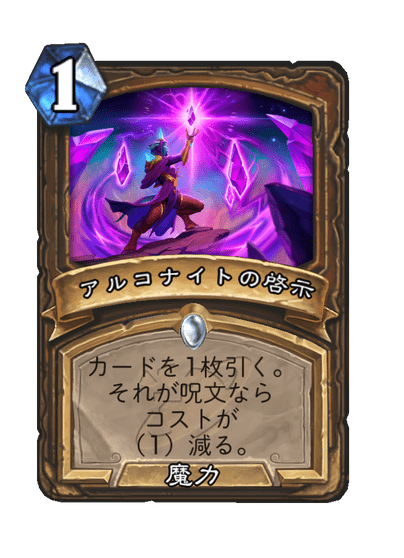 1
アルコナイトの啓示
カードを1枚引く。
それが呪文なら
コストが
（1）減る。
魔力